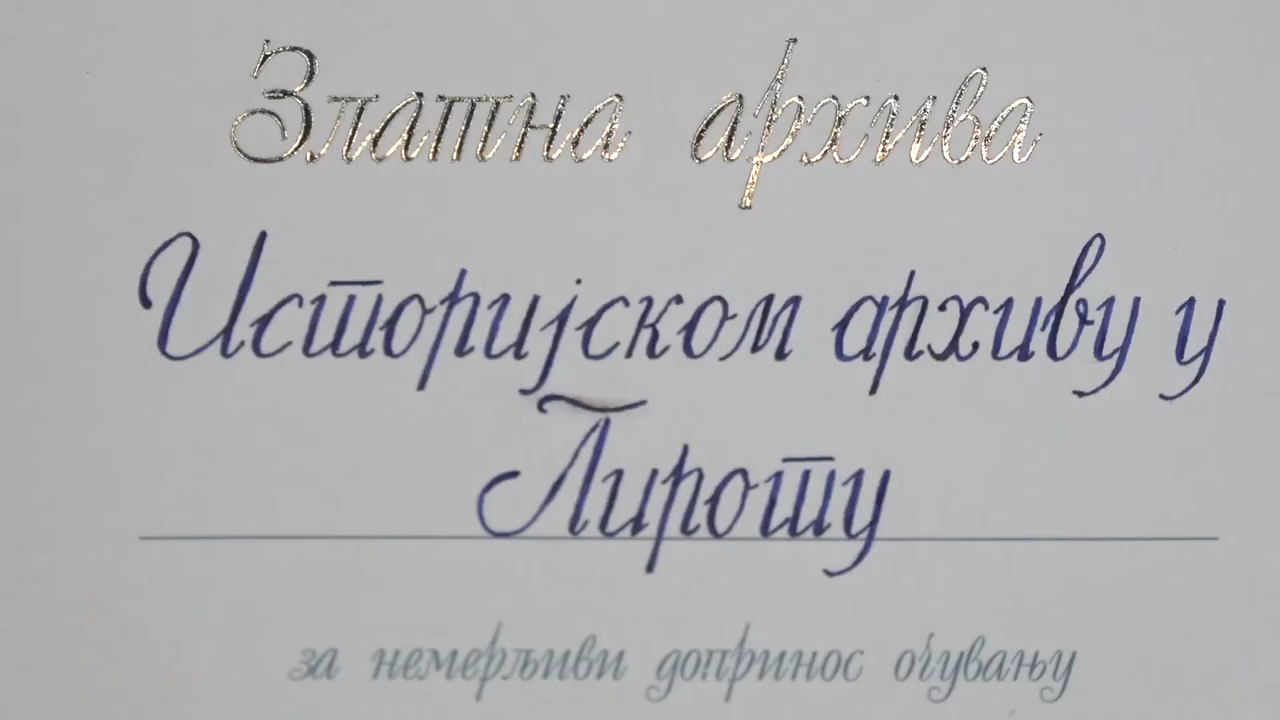 Златна архива
Историјском архиву у
Пироту
за немерљиви допринос очувању